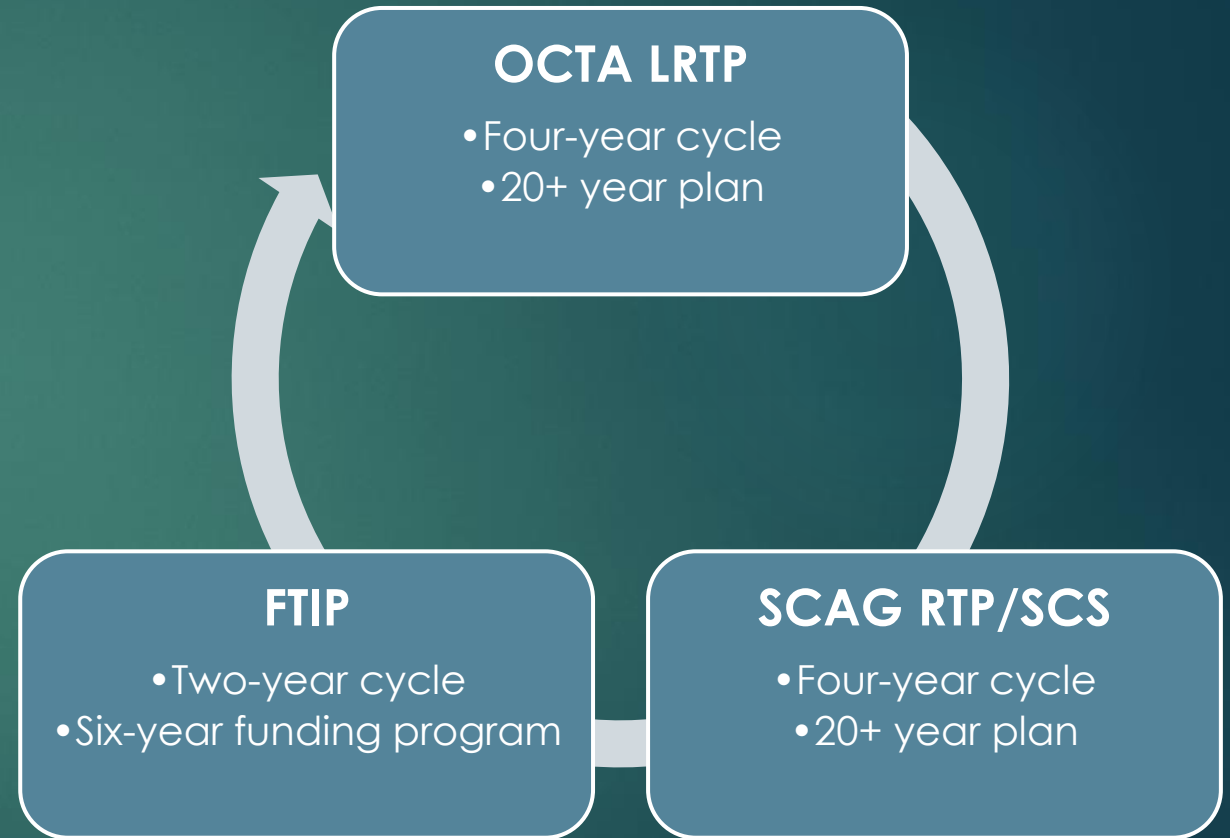 OCTA LRTP
•Four-year cycle
•20+ year plan
FTIP
•Two-year cycle
•Six-year funding program
SCAG RTP/SCS
•Four-year cycle
•20+ year plan